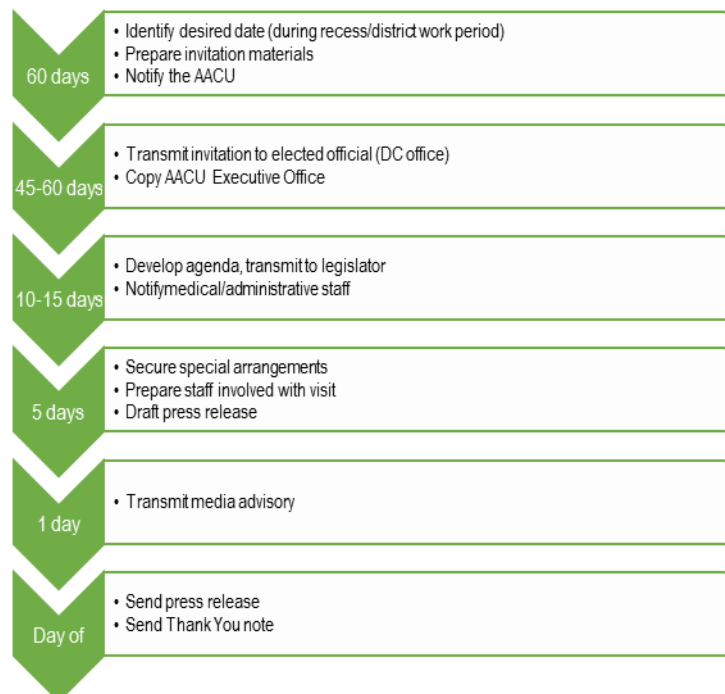 60 days
• Identify desired date (during recess/district work period)
• Prepare invitation materials
• Notify the AACU
45-60 days
• Transmit invitation to elected official (DC office)
• Copy AACU Executive Office
10-15 days
• Develop agenda, transmit to legislator
• Notifymedical/administrative staff
5 days
• Secure special arrangements
• Prepare staff involved with visit
• Draft press release
1 day
• Transmit media advisory
Day of
• Send press release
• Send Thank You note